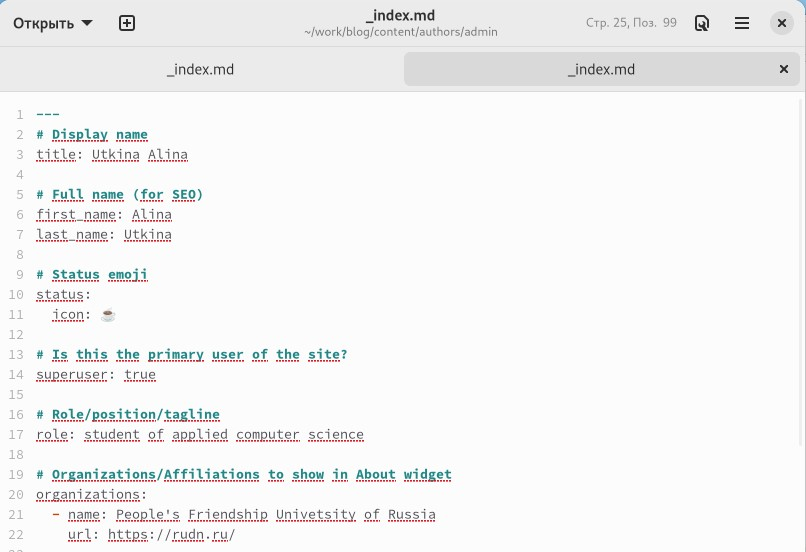 Открыть
_index.md
~/work/blog/content/authors/admin
Стр. 25, Поз. 99
_index.md
_index.md
1 ---
2 # Display name
3 title: Utkina Alina
4
5 # Full name (for SEO)
6 first_name: Alina
7 last_name: Utkina
8
9 # Status emoji
10 status:
11 icon: ☕
12
13 # Is this the primary user of the site?
14 superuser: true
15
16 # Role/position/tagline
17 role: student of applied computer science
18
19 # Organizations/Affiliations to show in About widget
20 organizations:
21 - name: People's Friendship Univetsity of Russia
22 url: https://rudn.ru/